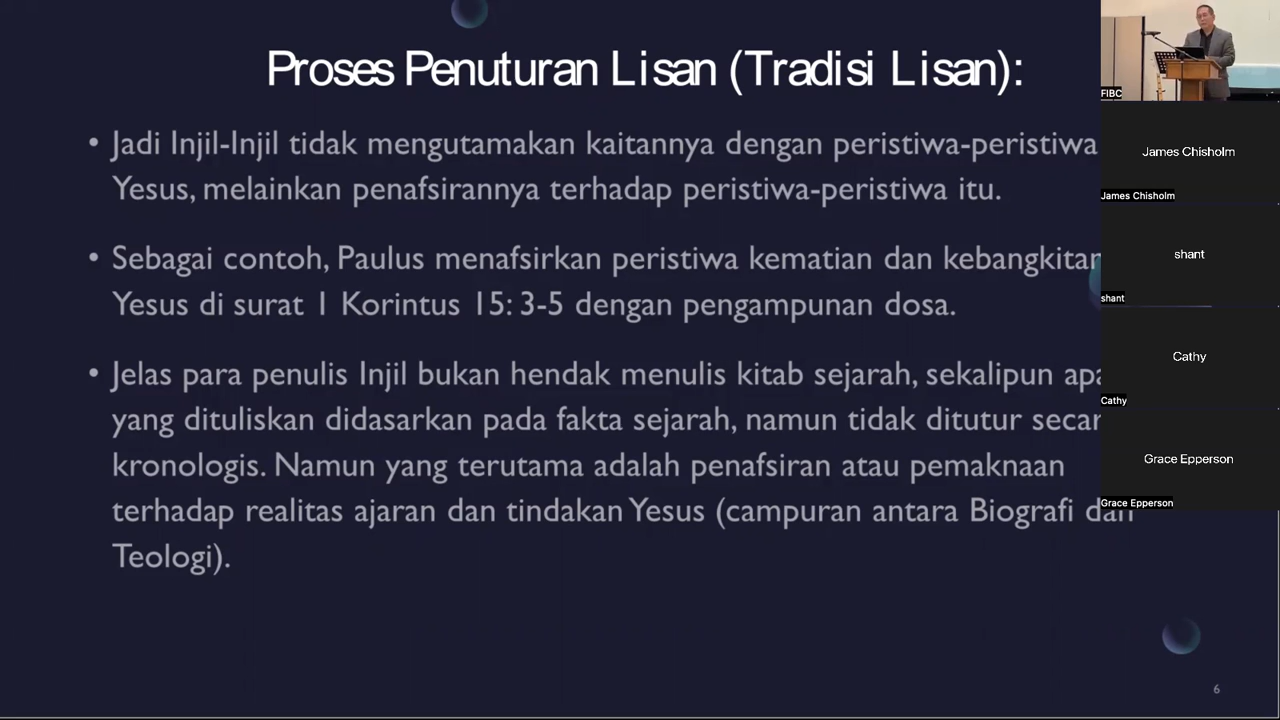 Proses Penuturan Lisan (Tradisi Lisan):
• Jadi Injil-Injil tidak mengutamakan kaitannya dengan peristiwa-peristiwa
Yesus, melainkan penafsirannya terhadap peristiwa-peristiwa itu.
• Sebagai contoh, Paulus menafsirkan peristiwa kematian dan kebangkitan
Yesus di surat 1 Korintus 15: 3-5 dengan pengampunan dosa.
• Jelas para penulis Injil bukan hendak menulis kitab sejarah, sekalipun apa
yang dituliskan didasarkan pada fakta sejarah, namun tidak ditutur secar
kronologis. Namun yang terutama adalah penafsiran atau pemaknaan
terhadap realitas ajaran dan tindakan Yesus (campuran antara Biografi dan
Teologi).
6
FIBC
James Chisholm
James Chisholm
shant
shant
Cathy
Cathy
Grace Epperson
Grace Epperson